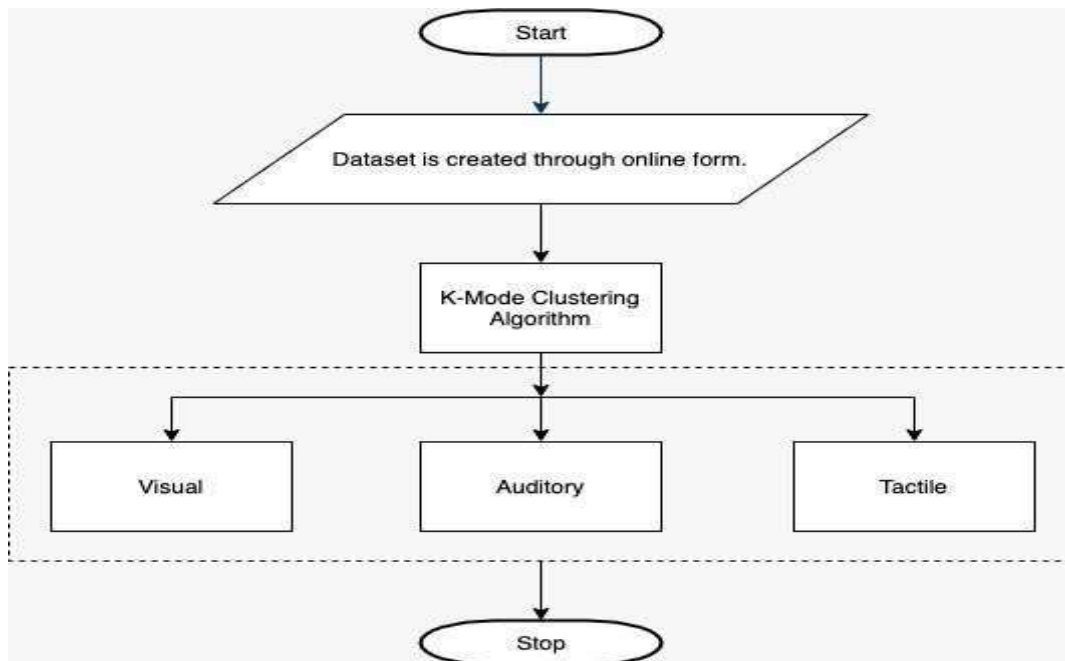 Start
Dataset is created through online form.
K-Mode Clustering
Algorithm
Visual
Auditory
Tactile
Stop